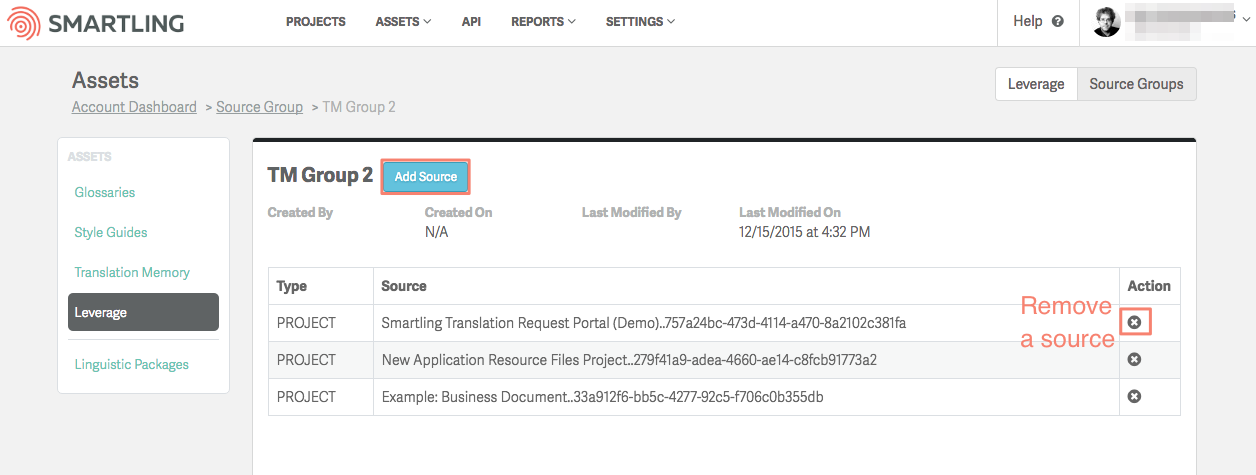 SMARTLING PROJECTS ASSETS API REPORTS SETTINGS Help ?
Assets
Leverage Source Groups
Account Dashboard > Source Group > TM Group 2
ASSETS
Glossaries
Style Guides
Translation Memory
Leverage
Linguistic Packages
TM Group 2 Add Source
Created By Created On Last Modified By Last Modified On
N/A 12/15/2015 at 4:32 PM
Type Source Action
PROJECT Smartling Translation Request Portal (Demo)..757a24bc-473d-4114-a470-8a2102c381fa
PROJECT New Application Resource Files Project..279f41a9-adea-4660-ae14-c8fcb91773a2
PROJECT Example: Business Document..33a912f6-bb5c-4277-92c5-f706c0b355db
Remove
a source